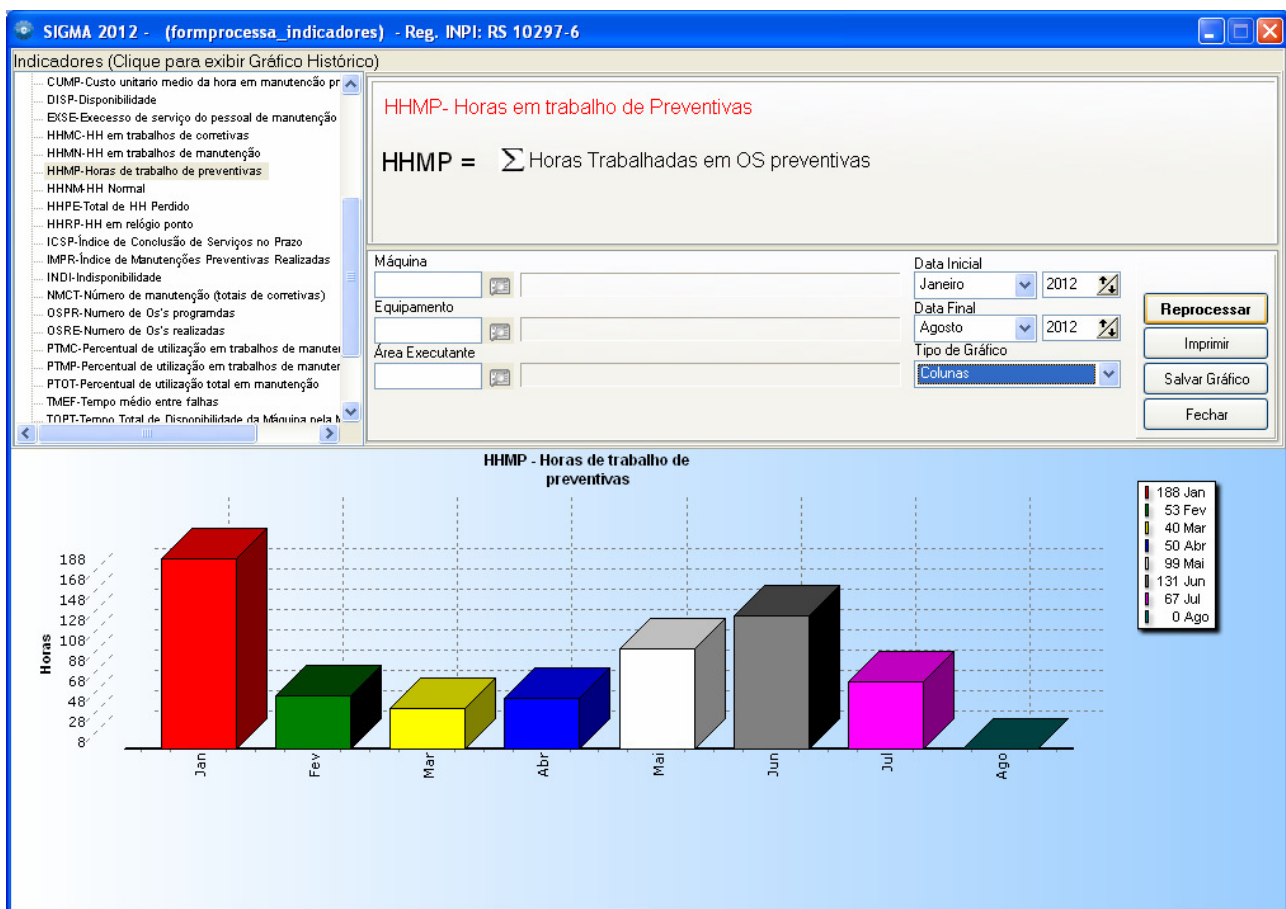 SIGMA 2012 -   (formprocessa_indicadores)  - Reg. INPI: RS 10297-6
Indicadores (Clique para exibir Gráfico Histórico)
CUMP-Custo unitario medio da hora em manutencão pr
DISP-Disponibilidade
EXSE-Execesso de serviço do pessoal de manutenção
HHMC-HH em trabalhos de corretivas
HHMN-HH em trabalhos de manutenção
HHMP-Horas de trabalho de preventivas
HHNM-HH Normal
HHPE-Total de HH Perdido
HHRP-HH em relógio ponto
ICSP-Índice de Conclusão de Serviços no Prazo
IMPR-Índice de Manutenções Preventivas Realizadas
INDI-Indisponibilidade
NMCT-Número de manutenção (totais de corretivas)
OSPR-Numero de Os's programdas
OSRE-Numero de Os's realizadas
PTMC-Percentual de utilização em trabalhos de manuter
PTMP-Percentual de utilização em trabalhos de manuter
PTOT-Percentual de utilização total em manutenção
TMEF-Tempo médio entre falhas
TOPT-Tempo Total de Disponibilidade da Máquina pela M
HHMP- Horas em trabalho de Preventivas
HHMP = ∑ Horas Trabalhadas em OS preventivas
Máquina
Equipamento
Área Executante
Data Inicial
Janeiro 2012
Data Final
Agosto 2012
Tipo de Gráfico
Colunas
Reprocessar
Imprimir
Salvar Gráfico
Fechar
HHMP - Horas de trabalho de
preventivas
188 Jan
53 Fev
40 Mar
50 Abr
99 Mai
131 Jun
67 Jul
0 Ago
Horas
188
168
148
128
108
88
68
48
28
8
Jan
Fev
Mar
Abr
Mai
Jun
Jul
Ago